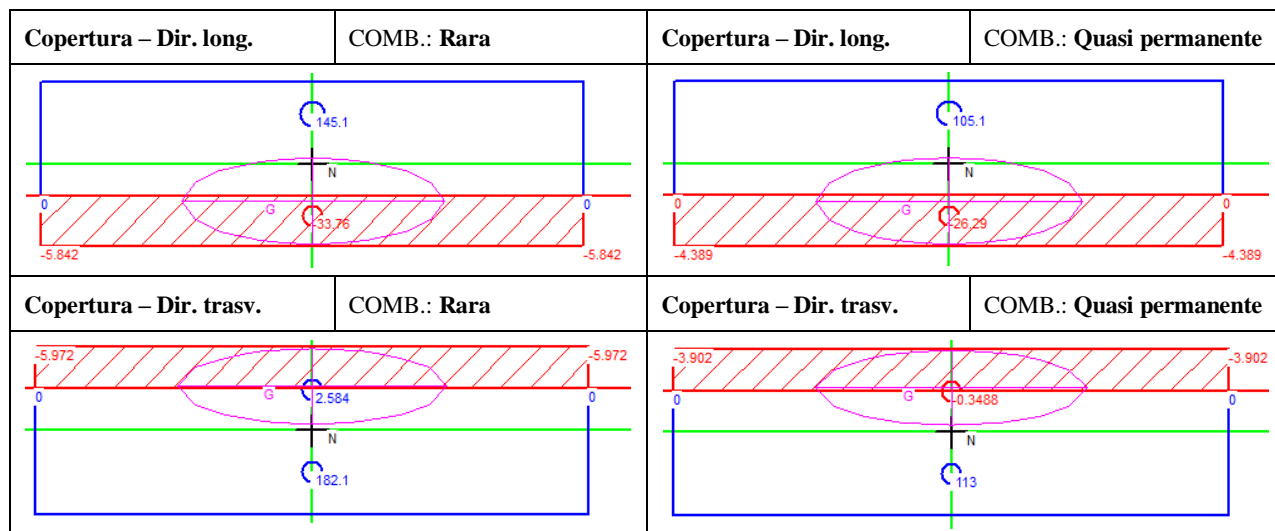 Copertura – Dir. long. COMB.: Rara Copertura – Dir. long. COMB.: Quasi permanente
145.1 105.1
N N
0 0 0 0
G G
-33.76 -26.29
-5.842 -5.842 -4.389 -4.389
Copertura – Dir. trasv. COMB.: Rara Copertura – Dir. trasv. COMB.: Quasi permanente
-5.972 -5.972 -3.902 -3.902
G G
0 2.584 0 0 -0.3488 0
N N
182.1 113